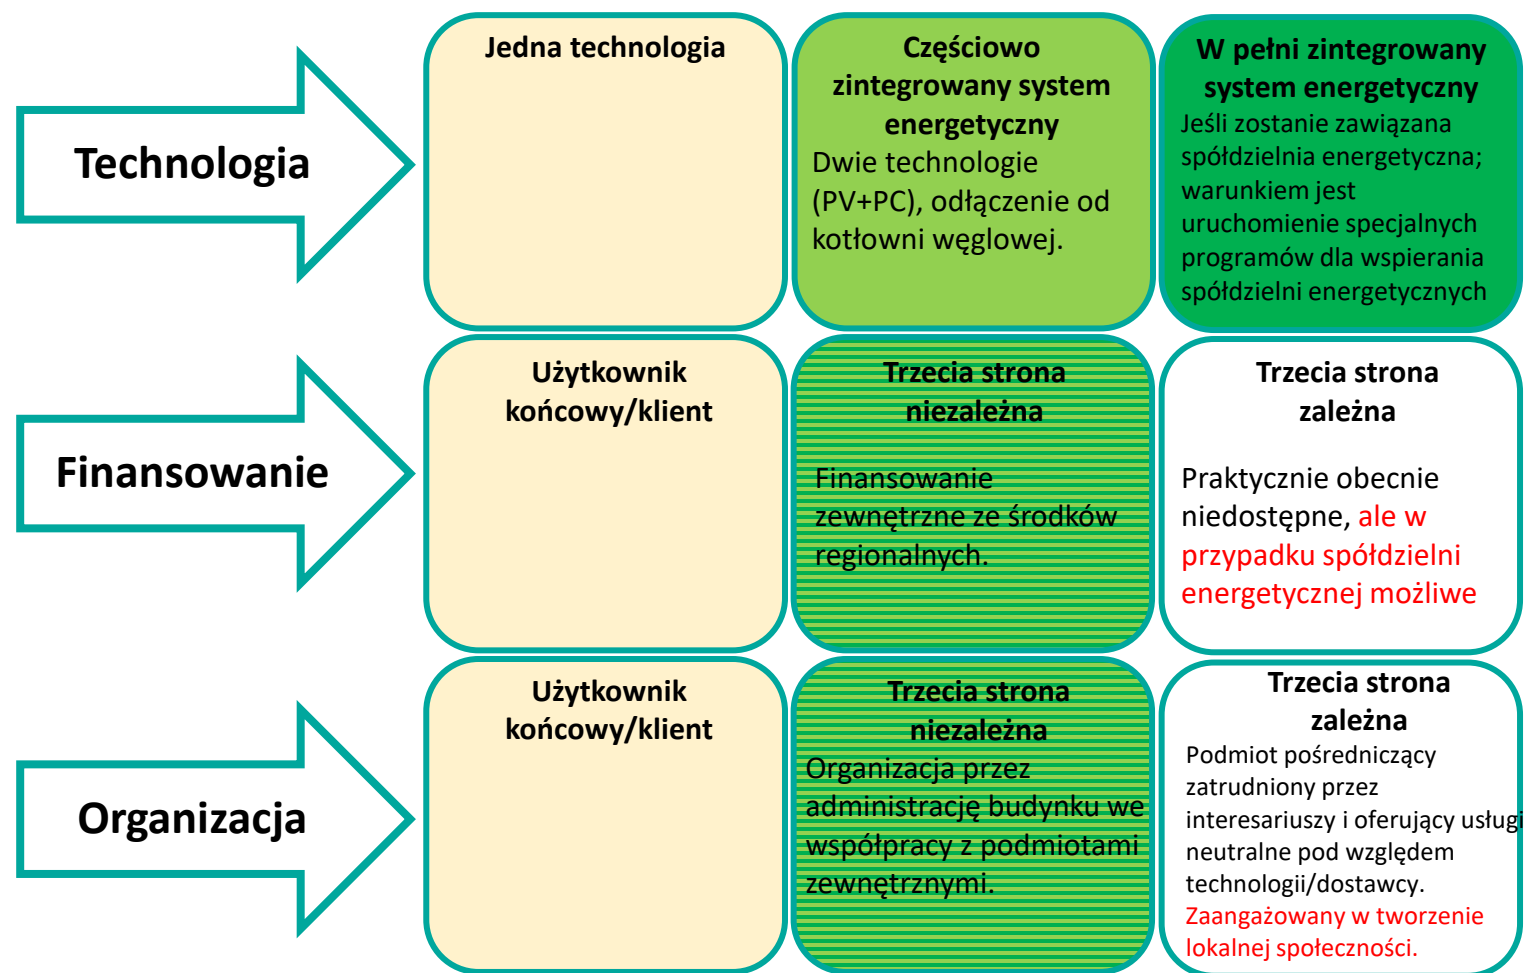 Technologia
Jedna technologia
Częściowo
zintegrowany system
energetyczny
Dwie technologie
(PV+PC), odłączenie od
kotłowni węglowej.
W pełni zintegrowany
system energetyczny
Jeśli zostanie zawiązana
spółdzielnia energetyczna;
warunkiem jest
uruchomienie specjalnych
programów dla wspierania
spółdzielni energetycznych
Finansowanie
Użytkownik
końcowy/klient
Trzecia strona
niezależna
Finansowanie
zewnętrzne ze środków
regionalnych.
Trzecia strona
zależna
Praktycznie obecnie
niedostępne, ale w
przypadku spółdzielni
energetycznej możliwe
Organizacja
Użytkownik
końcowy/klient
Trzecia strona
niezależna
Organizacja przez
administrację budynku we
współpracy z podmiotami
zewnętrznymi.
Trzecia strona
zależna
Podmiot pośredniczący
zatrudniony przez
interesariuszy i oferujący usługi
neutralne pod względem
technologii/dostawcy.
Zaangażowany w tworzenie
lokalnej społeczności.